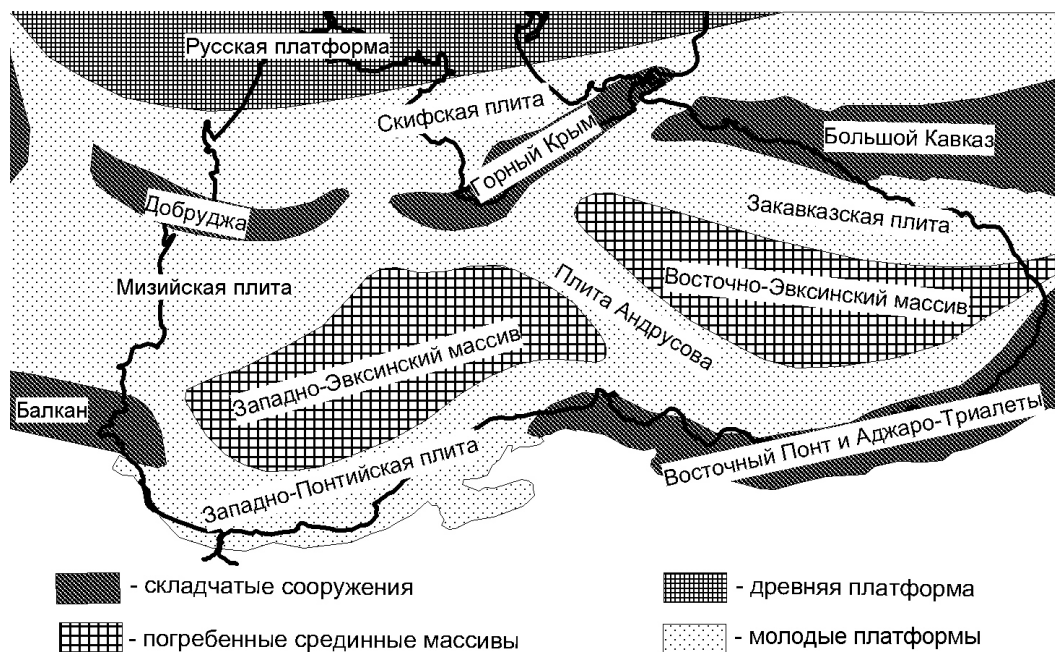 Русская платформа
Скифская плита
Горный Крым
Большой Кавказ
Добруджа
Закавказская плита
Мизийская плита
Плита Андрусова
Восточно-Эвксинский массив
Западно-Эвксинский массив
Балкан
Западно-Понтийская плита
Восточный Понт и Аджаро-Триалеты
- складчатые сооружения
- древняя платформа
- погребенные срединные массивы
- молодые платформы